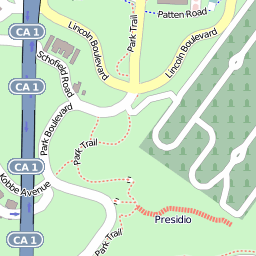 Patten Road
Park Trail
Lincoln Boulevard
Lincoln Boulevard
CA 1
Schofield Road
CA 1
Park Boulevard
Park Trail
CA 1
Kobbe Avenue
Presidio
CA 1
Park Trail